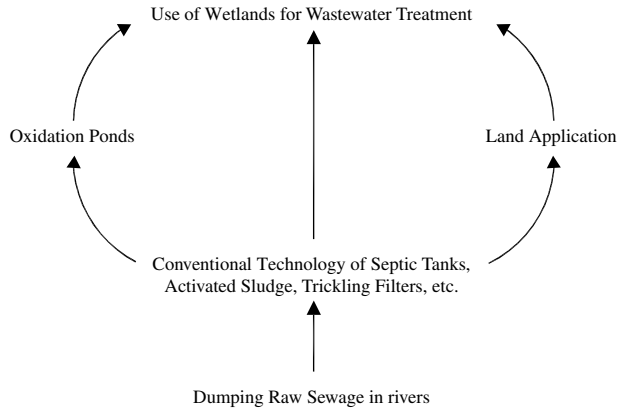 Use of Wetlands for Wastewater Treatment
Oxidation Ponds
Land Application
Conventional Technology of Septic Tanks,
Activated Sludge, Trickling Filters, etc.
Dumping Raw Sewage in rivers